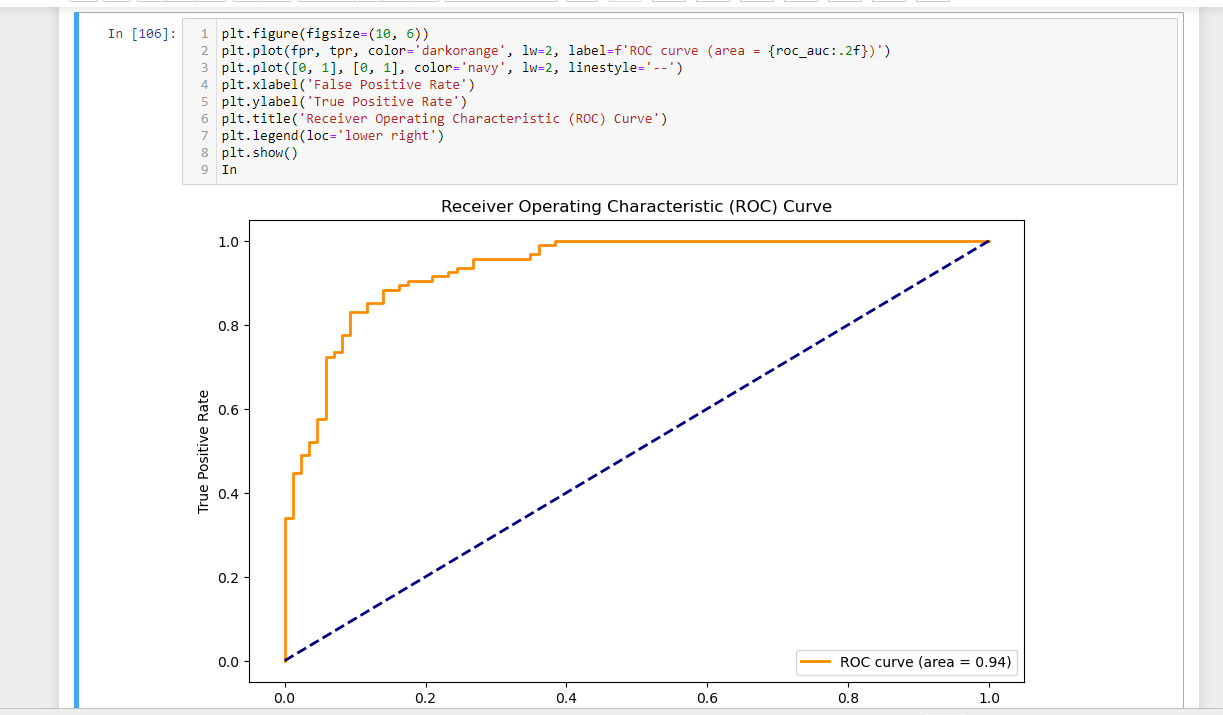 In [106]:
1 plt.figure(figsize=(10, 6))
2 plt.plot(fpr, tpr, color='darkorange', lw=2, label=f'ROC curve (area = {roc_auc:.2f})')
3 plt.plot([0, 1], [0, 1], color='navy', lw=2, linestyle='--')
4 plt.xlabel('False Positive Rate')
5 plt.ylabel('True Positive Rate')
6 plt.title('Receiver Operating Characteristic (ROC) Curve')
7 plt.legend(loc='lower right')
8 plt.show()
9 In
Receiver Operating Characteristic (ROC) Curve
True Positive Rate
1.0
0.8
0.6
0.4
0.2
0.0
ROC curve (area = 0.94)
0.0 0.2 0.4 0.6 0.8 1.0